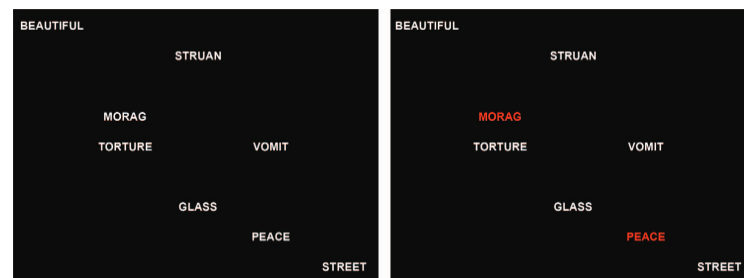 BEAUTIFUL
STRUAN
MORAG
TORTURE VOMIT
GLASS
PEACE
STREET
BEAUTIFUL
STRUAN
MORAG
TORTURE VOMIT
GLASS
PEACE
STREET